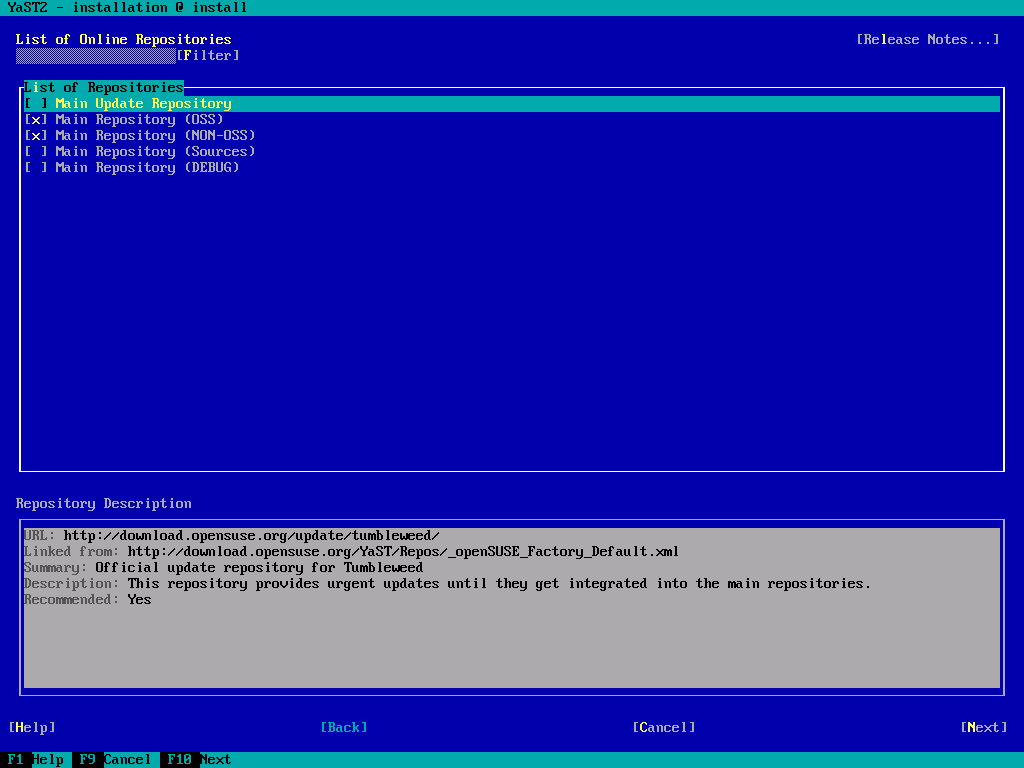 YaST2 - installation @ install
List of Online Repositories [Release Notes...]
[Filter]
List of Repositories
[ ] Main Update Repository
[x] Main Repository (OSS)
[x] Main Repository (NON-OSS)
[ ] Main Repository (Sources)
[ ] Main Repository (DEBUG)
Repository Description
URL: http://download.opensuse.org/update/tumbleweed/
Linked from: http://download.opensuse.org/YaST/Repos/_openSUSE_Factory_Default.xml
Summary: Official update repository for Tumbleweed
Description: This repository provides urgent updates until they get integrated into the main repositories.
Recommended: Yes
[Help] [Back] [Cancel] [Next]
F1 Help F9 Cancel F10 Next